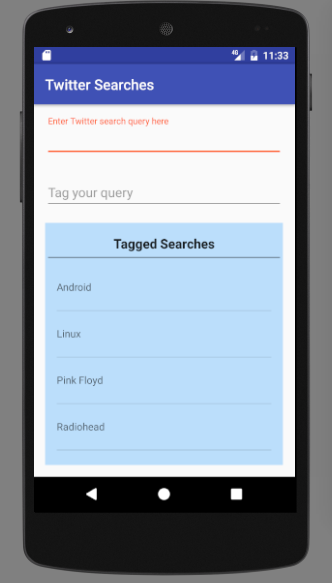 4G 11:33
Twitter Searches
Enter Twitter search query here
Tag your query
Tagged Searches
Android
Linux
Pink Floyd
Radiohead